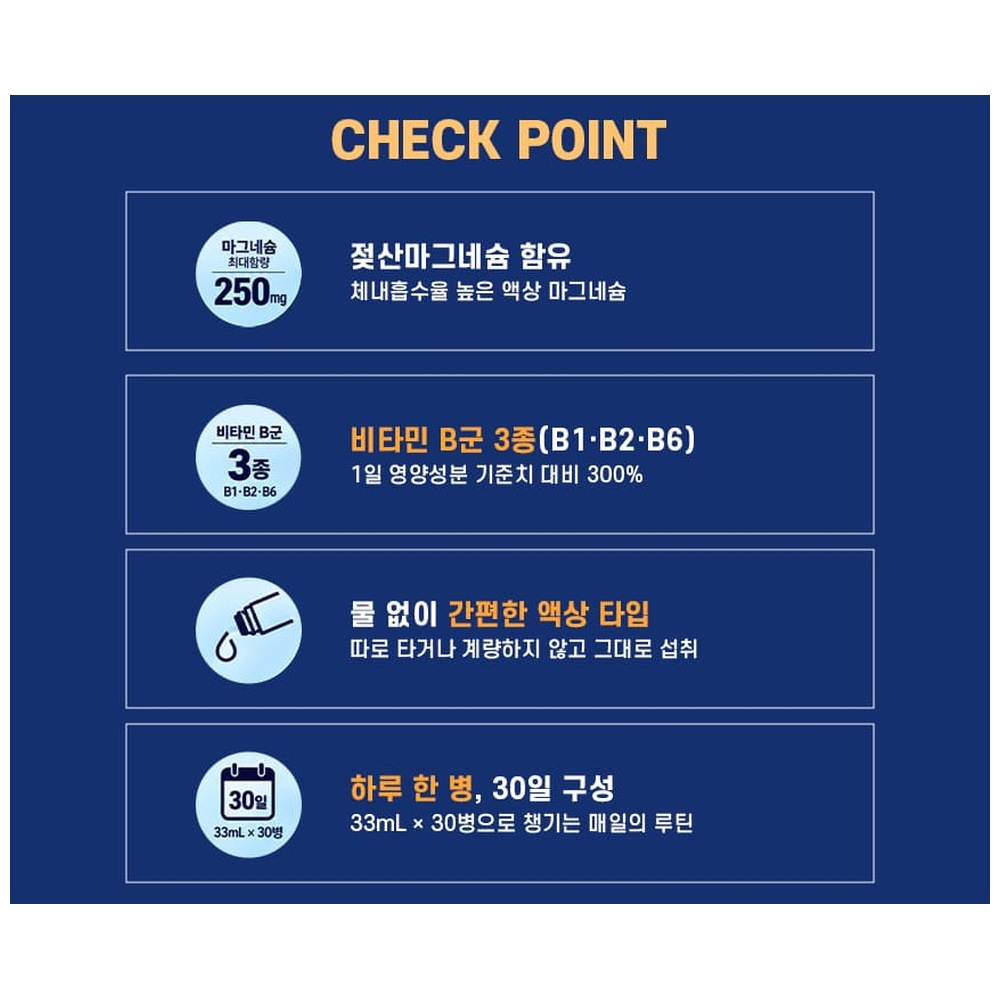 CHECK POINT
마그네슘
최대함량
250mg
젖산마그네슘 함유
체내흡수율 높은 액상 마그네슘
비타민 B군
3종
B1·B2·B6
비타민 B군 3종(B1·B2·B6)
1일 영양성분 기준치 대비 300%
물 없이 간편한 액상 타입
따로 타거나 계량하지 않고 그대로 섭취
30일
33mL × 30병
하루 한 병, 30일 구성
33mL × 30병으로 챙기는 매일의 루틴